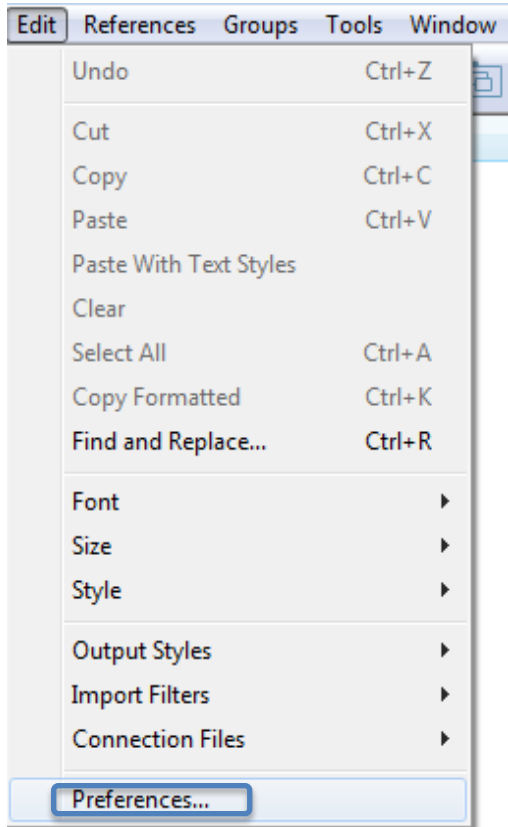 Edit References Groups Tools Window
Undo Ctrl+Z
Cut Ctrl+X
Copy Ctrl+C
Paste Ctrl+V
Paste With Text Styles
Clear
Select All Ctrl+A
Copy Formatted Ctrl+K
Find and Replace... Ctrl+R
Font
Size
Style
Output Styles
Import Filters
Connection Files
Preferences...